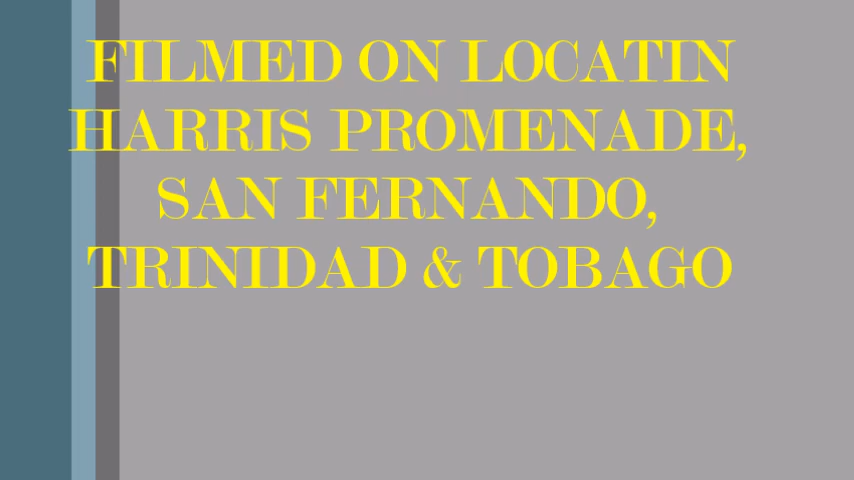 FILMED ON LOCATIN
HARRIS PROMENADE,
SAN FERNANDO,
TRINIDAD & TOBAGO